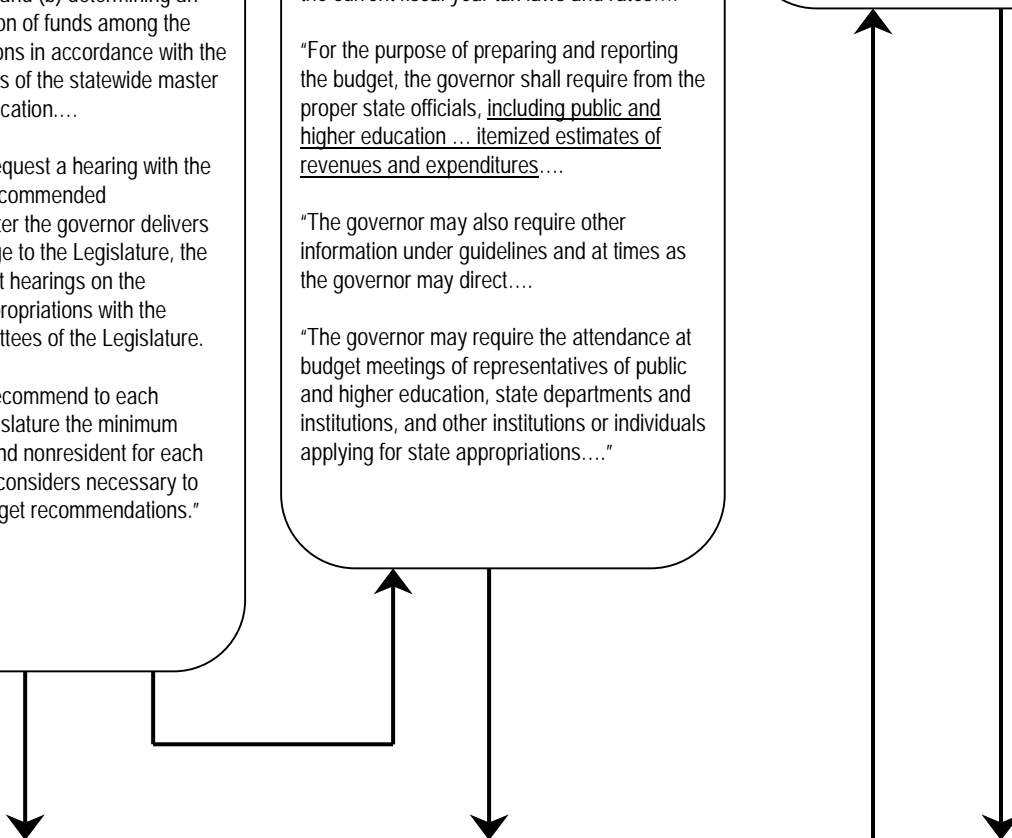 and (b) determining an
on of funds among the
ons in accordance with the
s of the statewide master
cation….
equest a hearing with the
commended
ter the governor delivers
ge to the Legislature, the
t hearings on the
ropriations with the
ttees of the Legislature.
ecommend to each
slature the minimum
nd nonresident for each
considers necessary to
get recommendations.”
the current fiscal year tax laws and rates….
“For the purpose of preparing and reporting
the budget, the governor shall require from the
proper state officials, including public and
higher education … itemized estimates of
revenues and expenditures….
“The governor may also require other
information under guidelines and at times as
the governor may direct….
“The governor may require the attendance at
budget meetings of representatives of public
and higher education, state departments and
institutions, and other institutions or individuals
applying for state appropriations….”